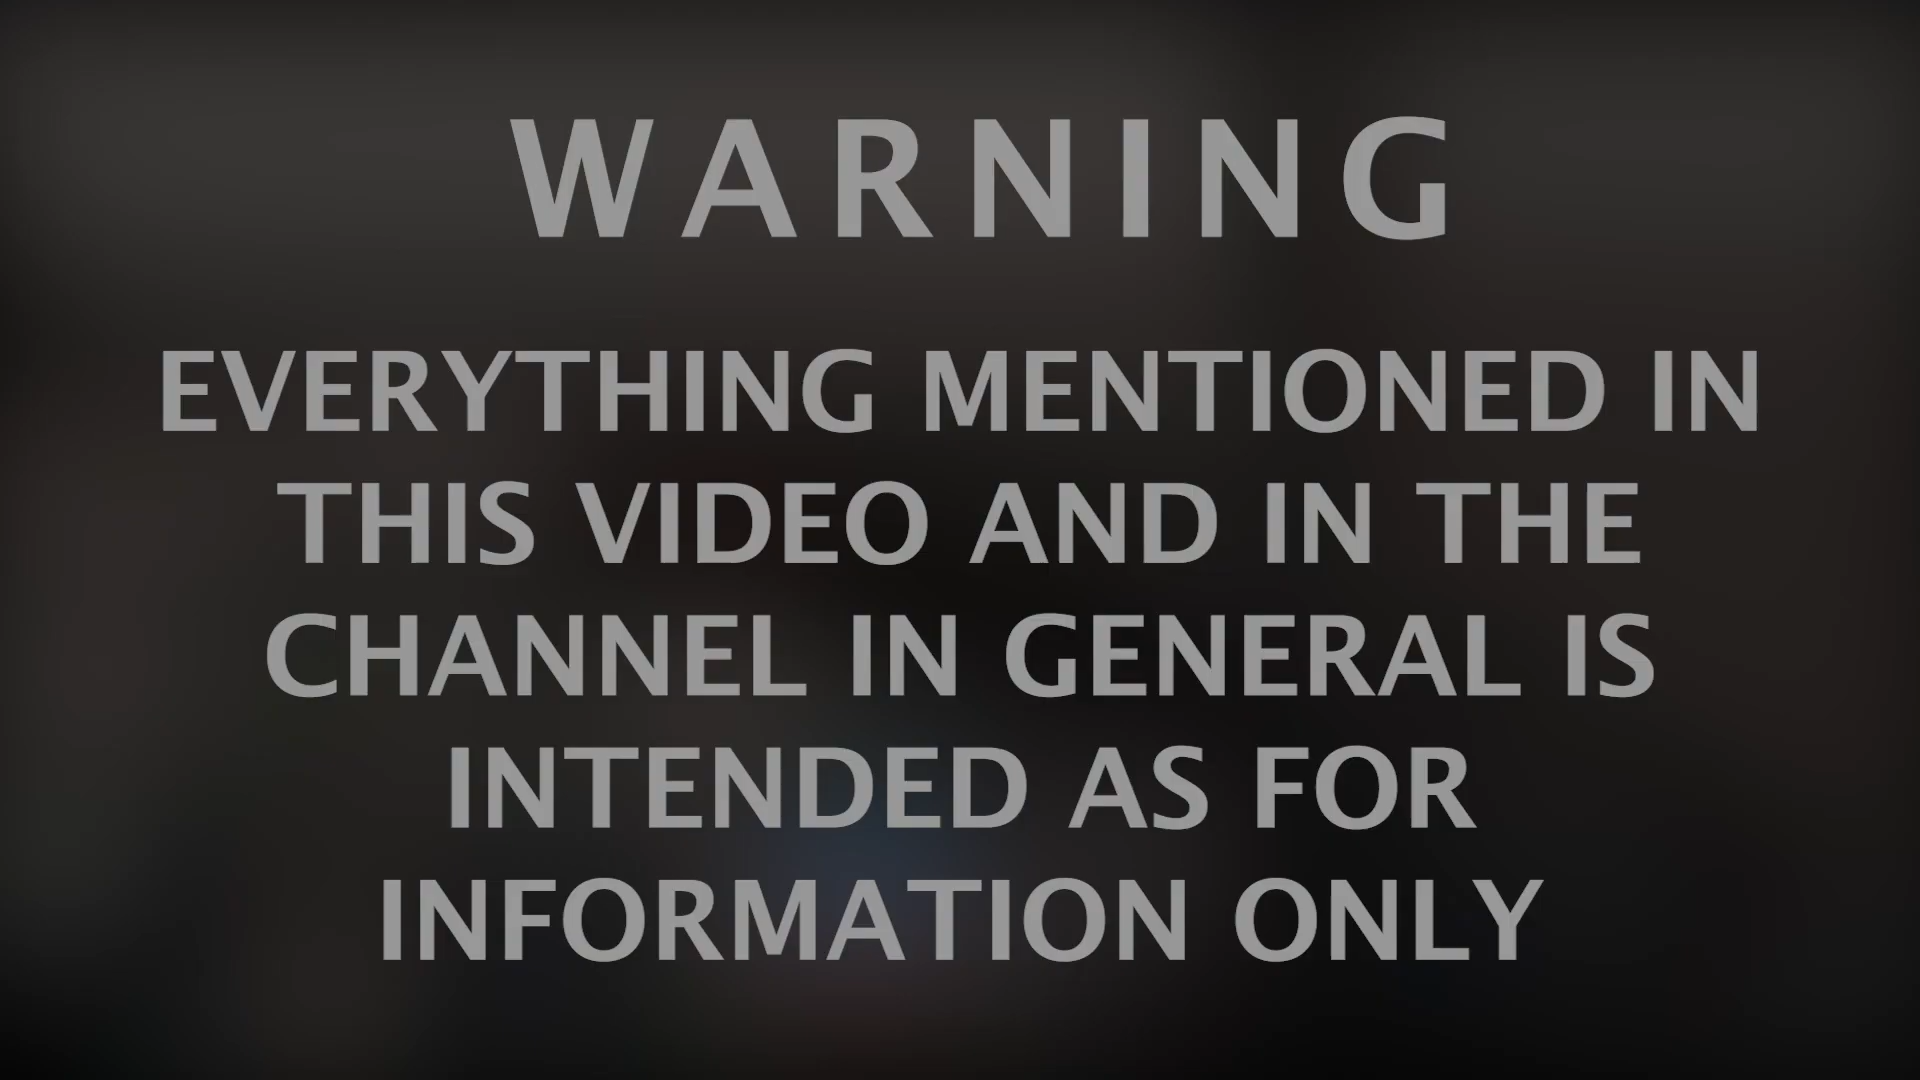 WARNING
EVERYTHING MENTIONED IN
THIS VIDEO AND IN THE
CHANNEL IN GENERAL IS
INTENDED AS FOR
INFORMATION ONLY